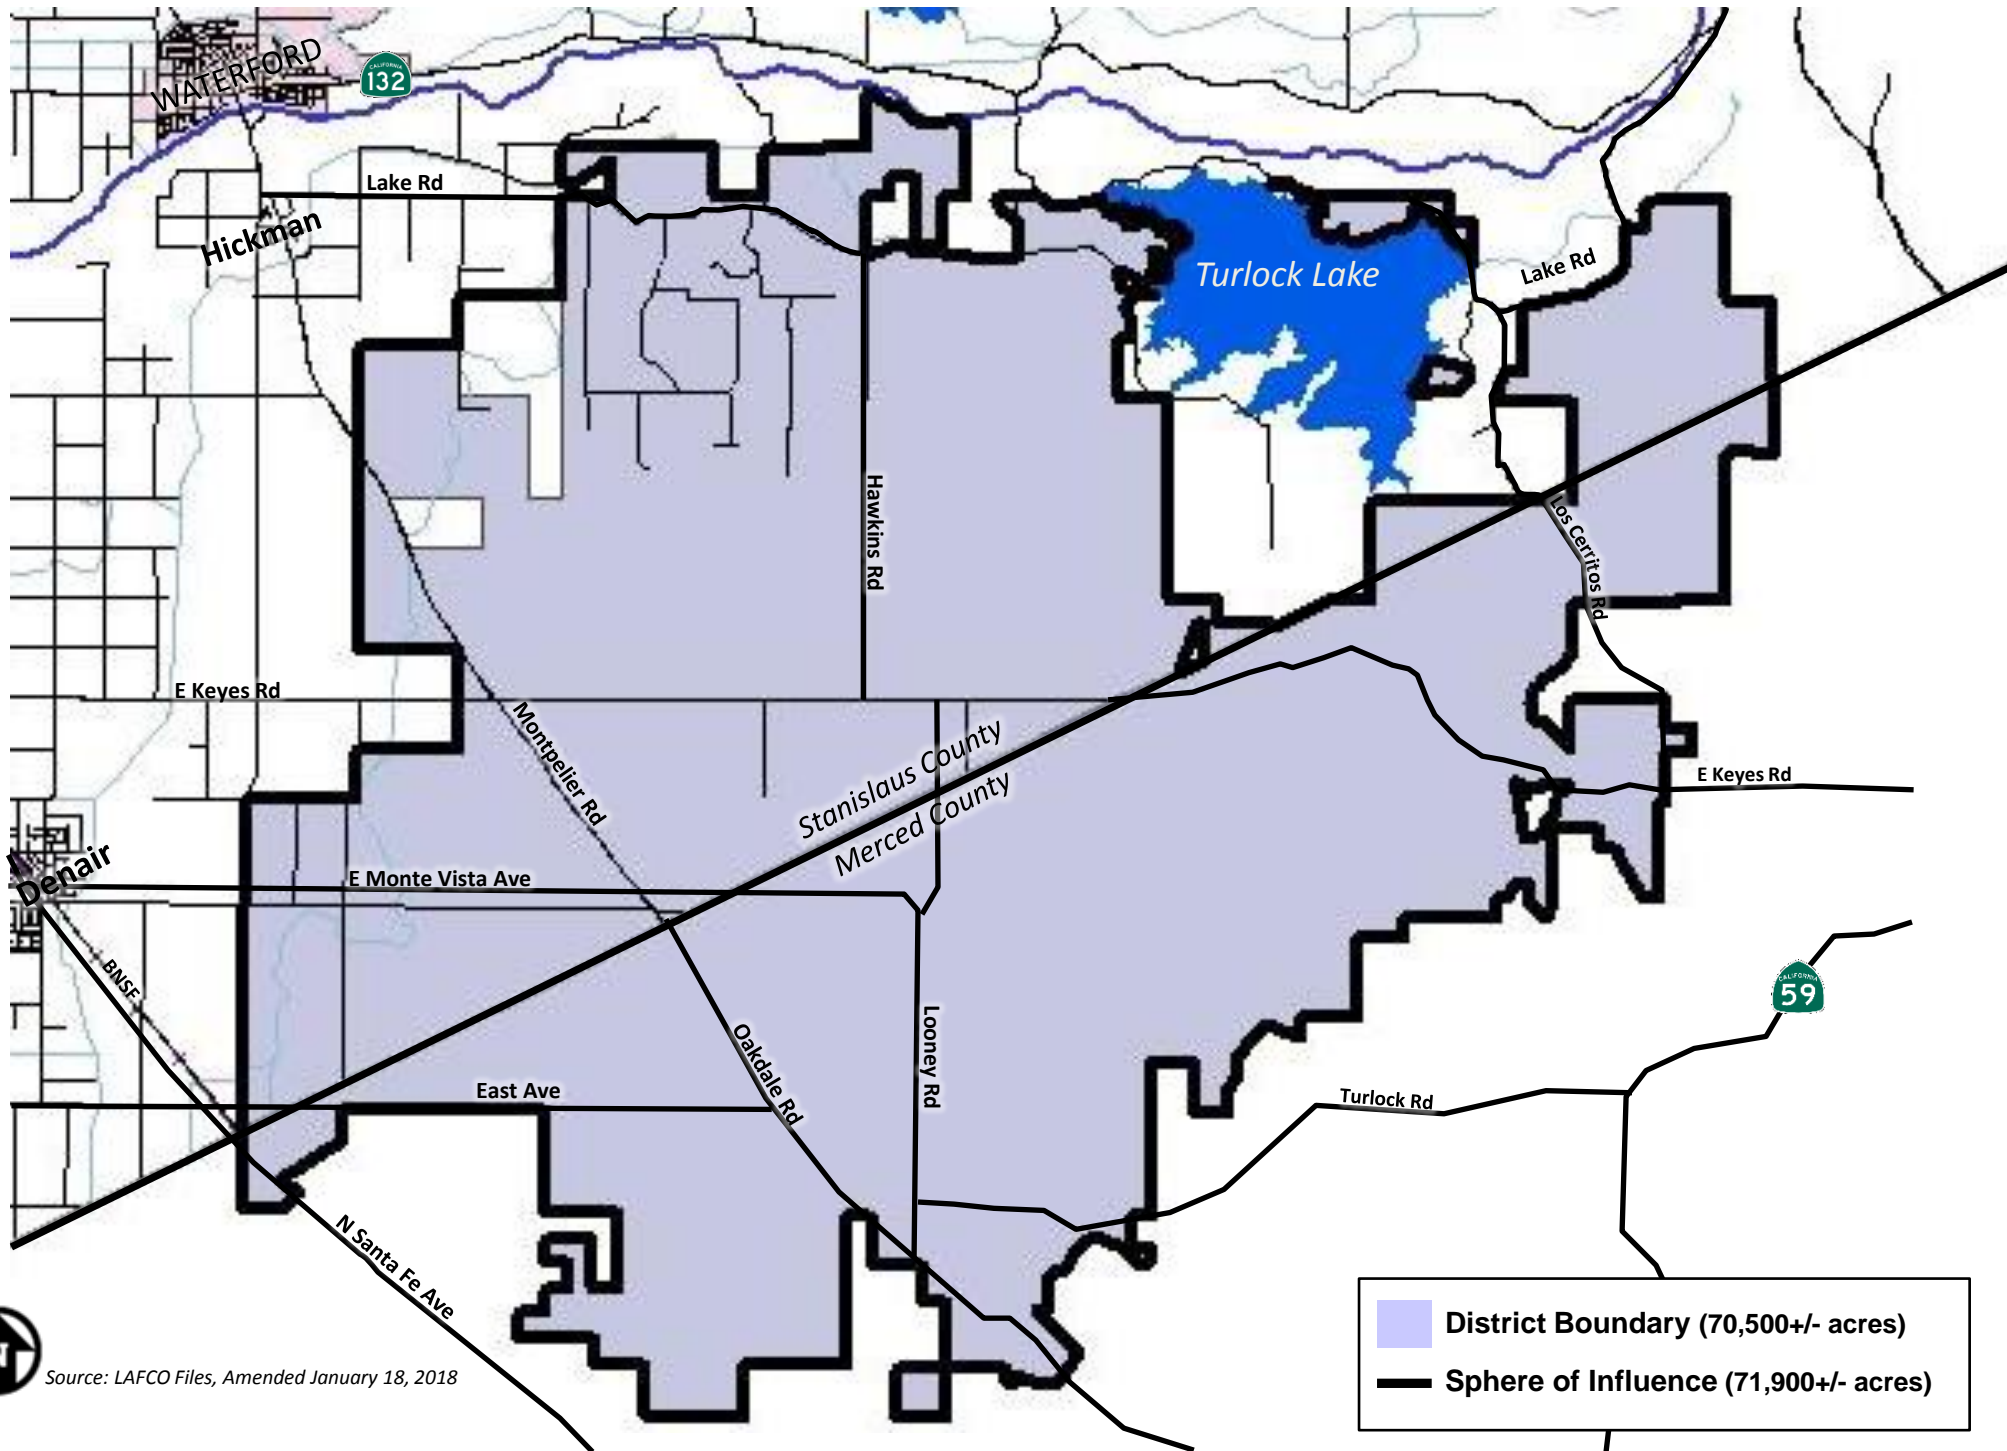 WATERFORD
CALIFORNIA
132
Lake Rd
Hickman
Turlock Lake
Lake Rd
Hawkins Rd
Los Cerritos Rd
E Keyes Rd
Montpelier Rd
Stanislaus County
Merced County
E Keyes Rd
Denair
E Monte Vista Ave
BNSF
CALIFORNIA
59
Oakdale Rd
Looney Rd
East Ave
Turlock Rd
N Santa Fe Ave
District Boundary (70,500+/- acres)
Sphere of Influence (71,900+/- acres)
Source: LAFCO Files, Amended January 18, 2018